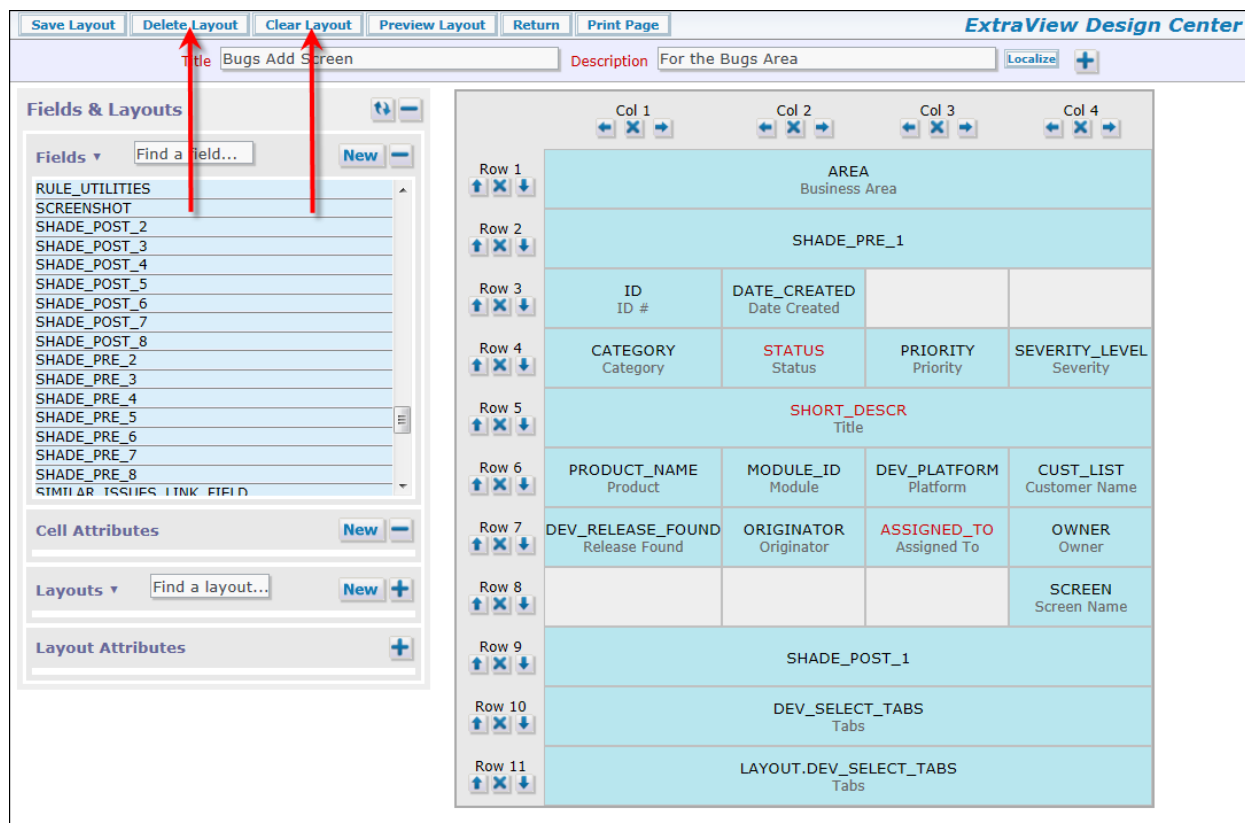 Save Layout Delete Layout Clear Layout Preview Layout Return Print Page ExtraView Design Center
Title Bugs Add Screen Description For the Bugs Area Localize
Fields & Layouts
Fields Find a field... New
RULE_UTILITIES
SCREENSHOT
SHADE_POST_2
SHADE_POST_3
SHADE_POST_4
SHADE_POST_5
SHADE_POST_6
SHADE_POST_7
SHADE_POST_8
SHADE_PRE_2
SHADE_PRE_3
SHADE_PRE_4
SHADE_PRE_5
SHADE_PRE_6
SHADE_PRE_7
SHADE_PRE_8
SIMILAR_ISSUES_LINK_FIELD
Cell Attributes New
Layouts Find a layout... New
Layout Attributes
Col 1 Col 2 Col 3 Col 4
Row 1 AREA
Business Area
Row 2 SHADE_PRE_1
Row 3 ID DATE_CREATED
ID # Date Created
Row 4 CATEGORY STATUS PRIORITY SEVERITY_LEVEL
Category Status Priority Severity
Row 5 SHORT_DESCR
Title
Row 6 PRODUCT_NAME MODULE_ID DEV_PLATFORM CUST_LIST
Product Module Platform Customer Name
Row 7 DEV_RELEASE_FOUND ORIGINATOR ASSIGNED_TO OWNER
Release Found Originator Assigned To Owner
Row 8 SCREEN
Screen Name
Row 9 SHADE_POST_1
Row 10 DEV_SELECT_TABS
Tabs
Row 11 LAYOUT.DEV_SELECT_TABS
Tabs